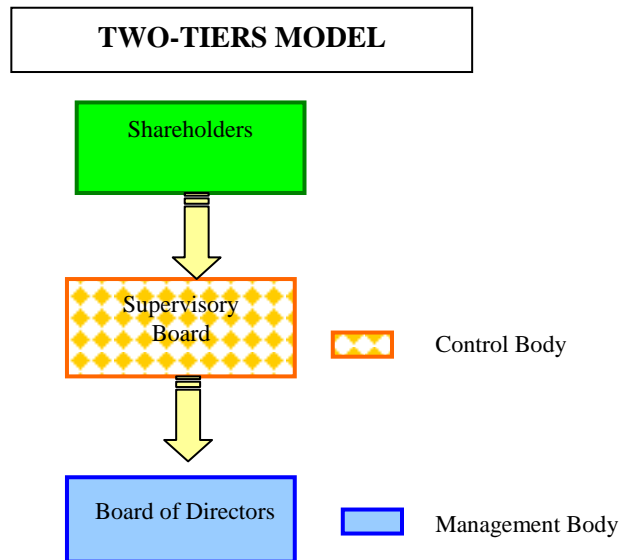 TWO-TIERS MODEL
Shareholders
Supervisory
Board
Control Body
Board of Directors
Management Body